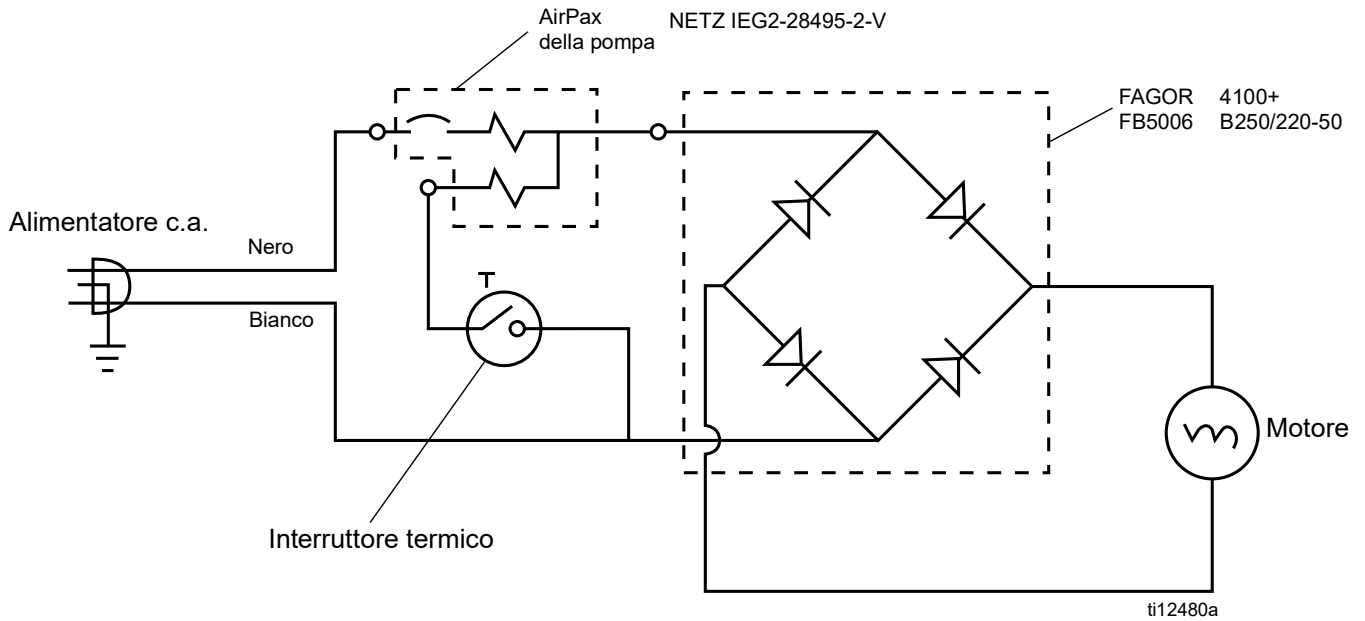 AirPax
della pompa
NETZ IEG2-28495-2-V
FAGOR 4100+
FB5006 B250/220-50
Alimentatore c.a.
Nero
Bianco
T
Motore
Interruttore termico
ti12480a